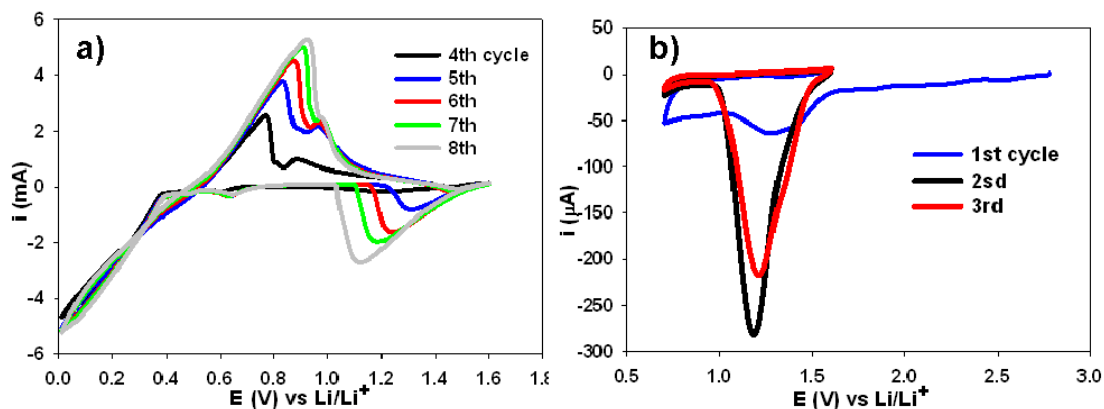 a)
4th cycle
5th
6th
7th
8th
i (mA)
6
4
2
0
-2
-4
-6
0.0 0.2 0.4 0.6 0.8 1.0 1.2 1.4 1.6 1.8
E (V) vs Li/Li+
b)
1st cycle
2sd
3rd
i (µA)
50
0
-50
-100
-150
-200
-250
-300
0.5 1.0 1.5 2.0 2.5 3.0
E (V) vs Li/Li+